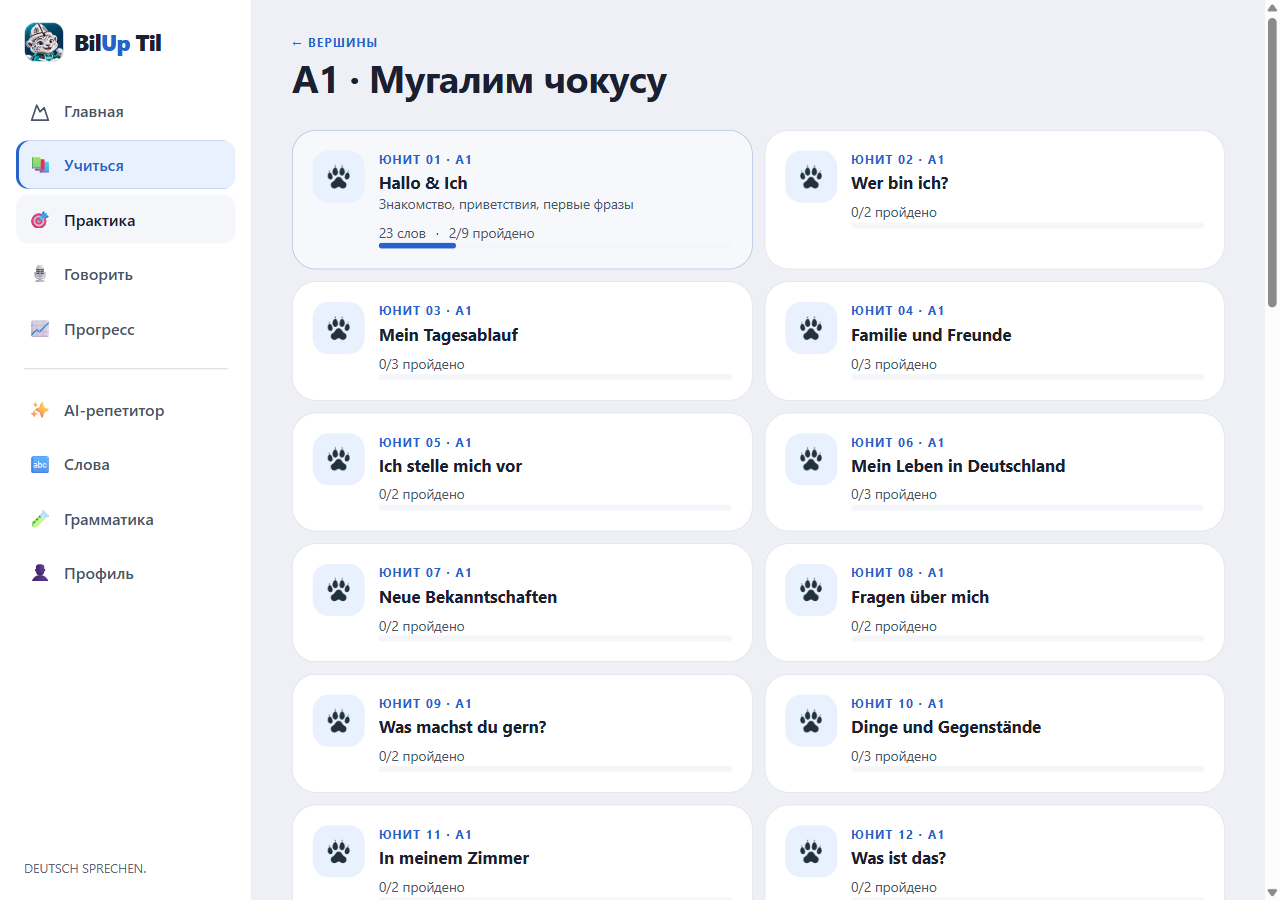 BilUp Til
Главная
Учиться
Практика
Говорить
Прогресс
AI-репетитор
abc
Слова
Грамматика
Профиль
DEUTSCH SPRECHEN.
← ВЕРШИНЫ
A1 · Мугалим чокусу
ЮНИТ 01 · A1
Hallo & Ich
Знакомство, приветствия, первые фразы
23 слов · 2/9 пройдено
ЮНИТ 02 · A1
Wer bin ich?
0/2 пройдено
ЮНИТ 03 · A1
Mein Tagesablauf
0/3 пройдено
ЮНИТ 04 · A1
Familie und Freunde
0/3 пройдено
ЮНИТ 05 · A1
Ich stelle mich vor
0/2 пройдено
ЮНИТ 06 · A1
Mein Leben in Deutschland
0/3 пройдено
ЮНИТ 07 · A1
Neue Bekanntschaften
0/2 пройдено
ЮНИТ 08 · A1
Fragen über mich
0/2 пройдено
ЮНИТ 09 · A1
Was machst du gern?
0/2 пройдено
ЮНИТ 10 · A1
Dinge und Gegenstände
0/3 пройдено
ЮНИТ 11 · A1
In meinem Zimmer
0/2 пройдено
ЮНИТ 12 · A1
Was ist das?
0/2 пройдено